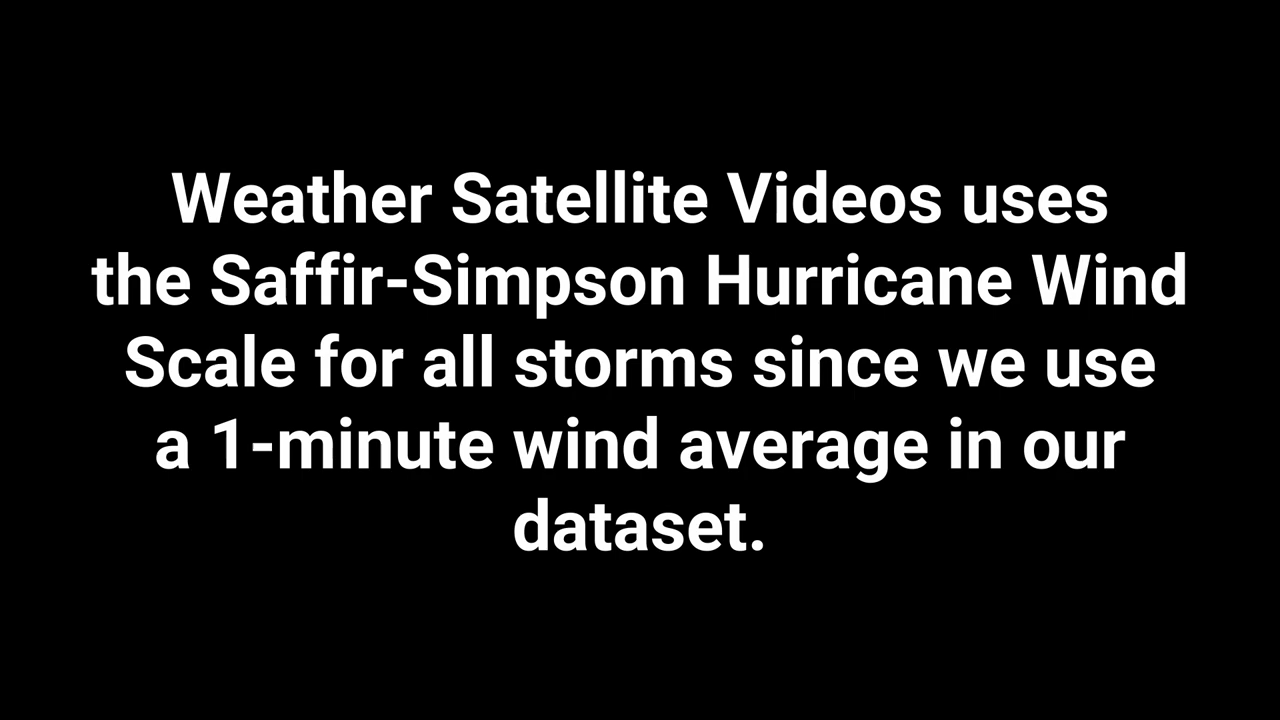 Weather Satellite Videos uses
the Saffir-Simpson Hurricane Wind
Scale for all storms since we use
a 1-minute wind average in our
dataset.